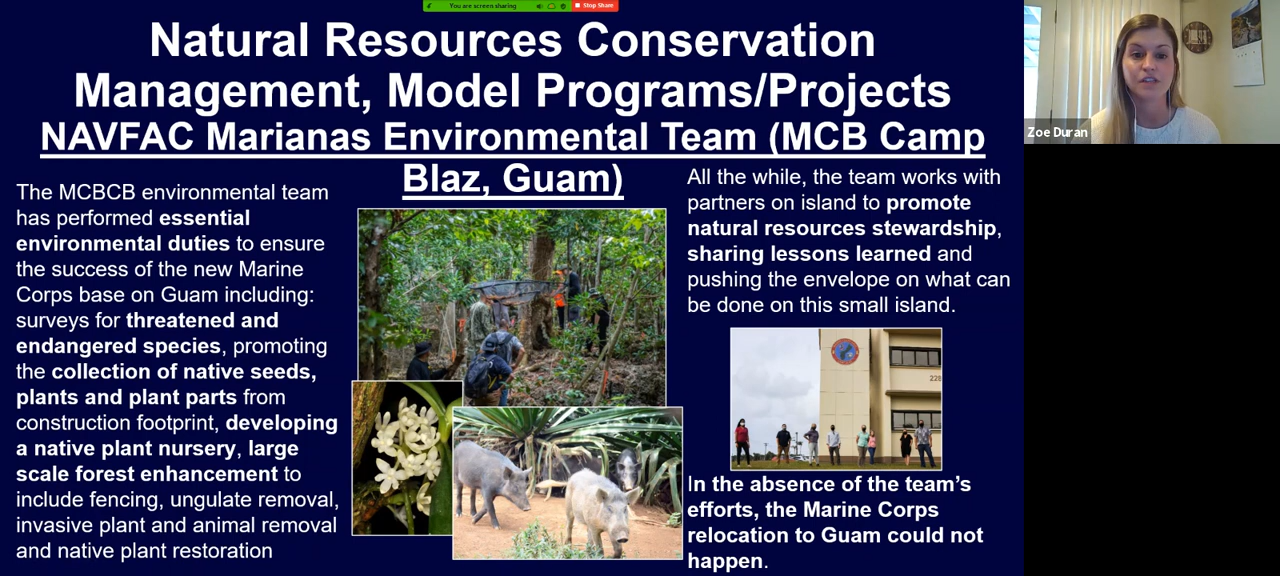 You are screen sharing
Stop Share
Natural Resources Conservation
Management, Model Programs/Projects
NAVFAC Marianas Environmental Team (MCB Camp
Blaz, Guam)
The MCBCB environmental team
has performed essential
environmental duties to ensure
the success of the new Marine
Corps base on Guam including:
surveys for threatened and
endangered species, promoting
the collection of native seeds,
plants and plant parts from
construction footprint, developing
a native plant nursery, large
scale forest enhancement to
include fencing, ungulate removal,
invasive plant and animal removal
and native plant restoration
All the while, the team works with
partners on island to promote
natural resources stewardship,
sharing lessons learned and
pushing the envelope on what can
be done on this small island.
In the absence of the team's
efforts, the Marine Corps
relocation to Guam could not
happen.
Zoe Duran